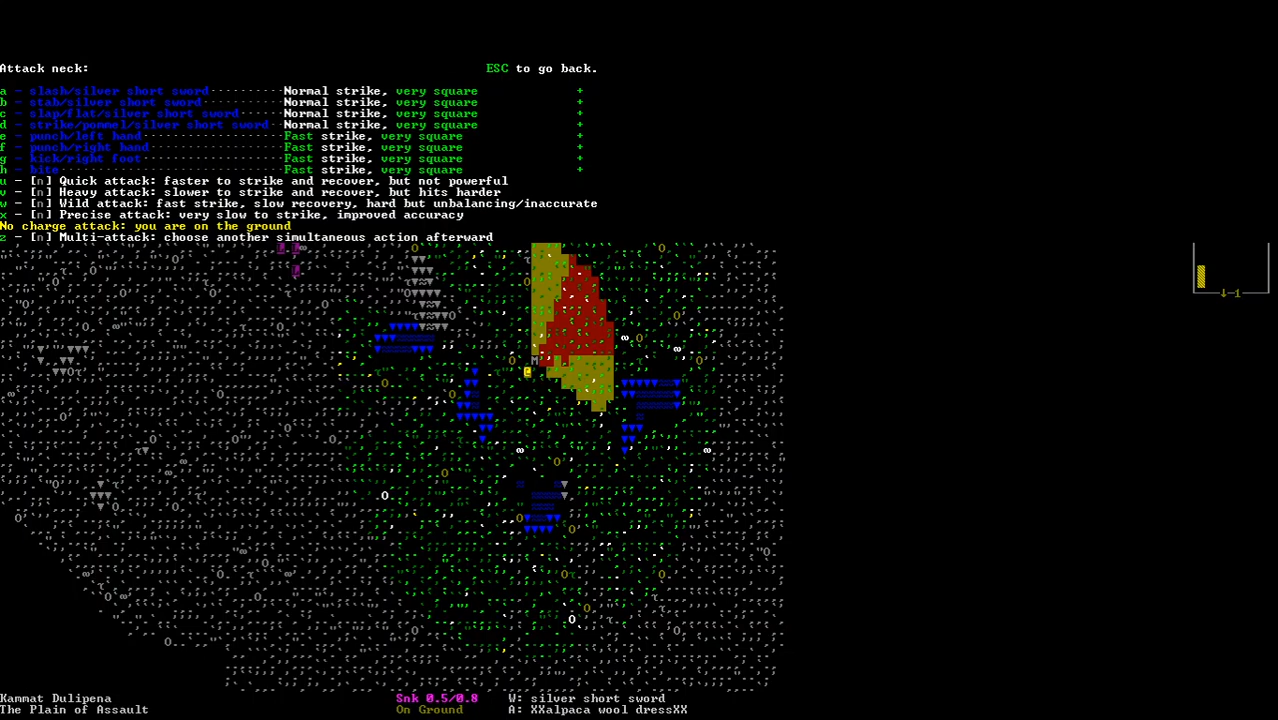 Attack neck: ESC to go back.
a - slash/silver short sword----------Normal strike, very square +
b - stab/silver short sword-----------Normal strike, very square +
c - slap/flat/silver short sword------Normal strike, very square +
d - strike/pommel/silver short sword--Normal strike, very square +
e - punch/left hand-------------------Fast strike, very square +
f - punch/right hand------------------Fast strike, very square +
g - kick/right foot-------------------Fast strike, very square +
h - bite------------------------------Fast strike, very square +
u - [n] Quick attack: faster to strike and recover, but not powerful
v - [n] Heavy attack: slower to strike and recover, but hits harder
w - [n] Wild attack: fast strike, slow recovery, hard but unbalancing/inaccurate
x - [n] Precise attack: very slow to strike, improved accuracy
No charge attack: you are on the ground
z - [n] Multi-attack: choose another simultaneous action afterward
↓-1
Kammat Dulipena Snk 0.5/0.8 W: silver short sword
The Plain of Assault On Ground A: XXalpaca wool dressXX